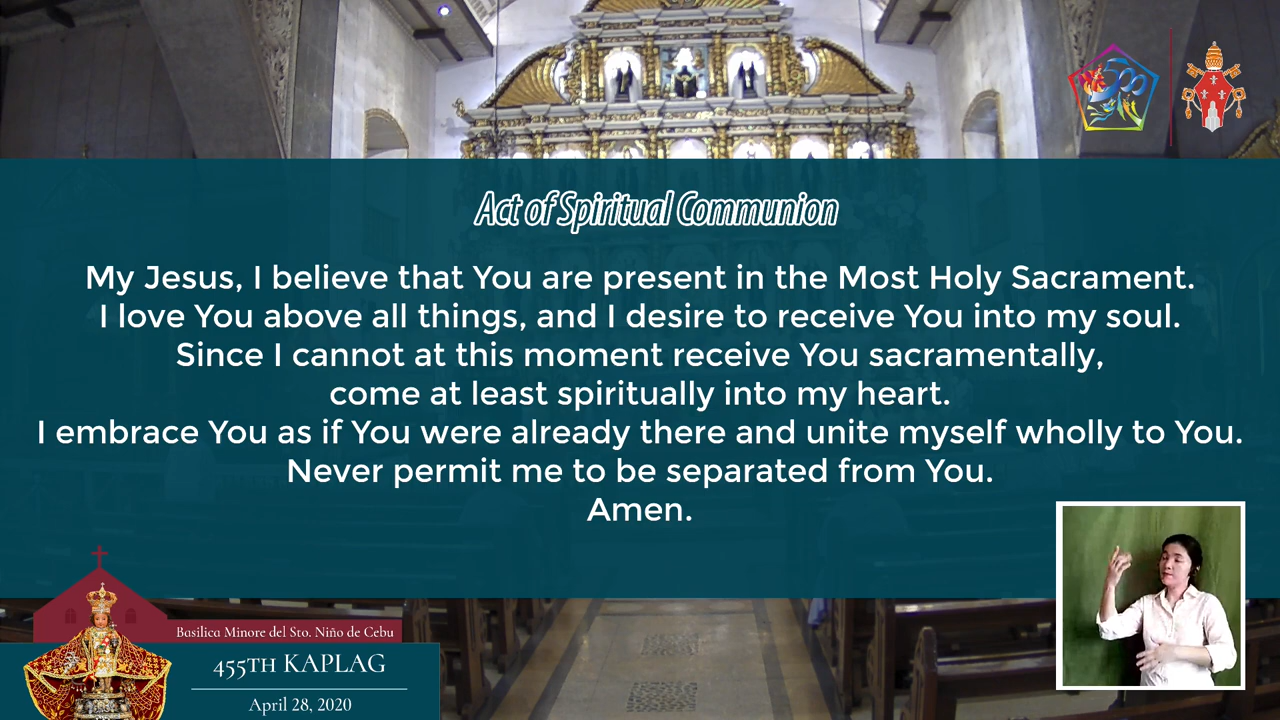 500
Act of Spiritual Communion
My Jesus, I believe that You are present in the Most Holy Sacrament.
I love You above all things, and I desire to receive You into my soul.
Since I cannot at this moment receive You sacramentally,
come at least spiritually into my heart.
I embrace You as if You were already there and unite myself wholly to You.
Never permit me to be separated from You.
Amen.
Basilica Minore del Sto. Niño de Cebu
455TH KAPLAG
April 28, 2020